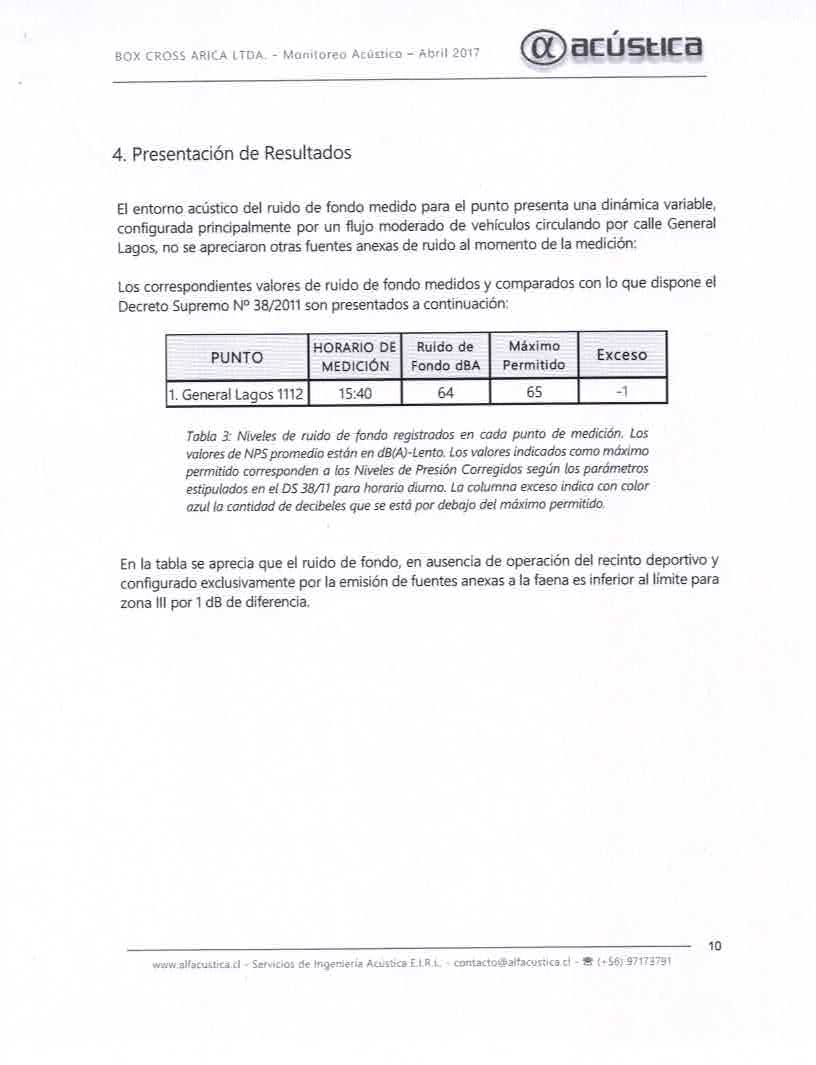 BOX CROSS ARICA LTDA. - Monitoreo Acústico – Abril 2017
α acústica
4. Presentación de Resultados
El entorno acústico del ruido de fondo medido para el punto presenta una dinámica variable,
configurada principalmente por un flujo moderado de vehículos circulando por calle General
Lagos, no se apreciaron otras fuentes anexas de ruido al momento de la medición:
Los correspondientes valores de ruido de fondo medidos y comparados con lo que dispone el
Decreto Supremo Nº 38/2011 son presentados a continuación:
PUNTO HORARIO DE MEDICIÓN Ruido de Fondo dBA Máximo Permitido Exceso
1. General Lagos 1112 15:40 64 65 -1
Tabla 3: Niveles de ruido de fondo registrados en cada punto de medición. Los
valores de NPS promedio están en dB(A)-Lento. Los valores indicados como máximo
permitido corresponden a los Niveles de Presión Corregidos según los parámetros
estipulados en el DS 38/11 para horario diurno. La columna exceso indica con color
azul la cantidad de decibeles que se está por debajo del máximo permitido.
En la tabla se aprecia que el ruido de fondo, en ausencia de operación del recinto deportivo y
configurado exclusivamente por la emisión de fuentes anexas a la faena es inferior al límite para
zona III por 1 dB de diferencia.
10
www.alfacustica.cl - Servicios de Ingeniería Acústica E.I.R.L. - contacto@alfacustica.cl - ☎ (+56) 97173791